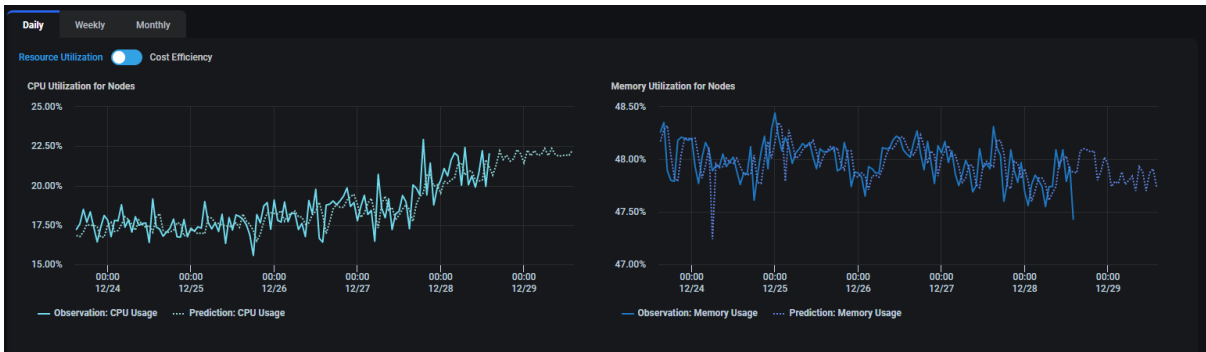 Daily Weekly Monthly
Resource Utilization Cost Efficiency
CPU Utilization for Nodes
25.00%
22.50%
20.00%
17.50%
15.00%
00:00 00:00 00:00 00:00 00:00 00:00
12/24 12/25 12/26 12/27 12/28 12/29
Observation: CPU Usage Prediction: CPU Usage
Memory Utilization for Nodes
48.50%
48.00%
47.50%
47.00%
00:00 00:00 00:00 00:00 00:00 00:00
12/24 12/25 12/26 12/27 12/28 12/29
Observation: Memory Usage Prediction: Memory Usage